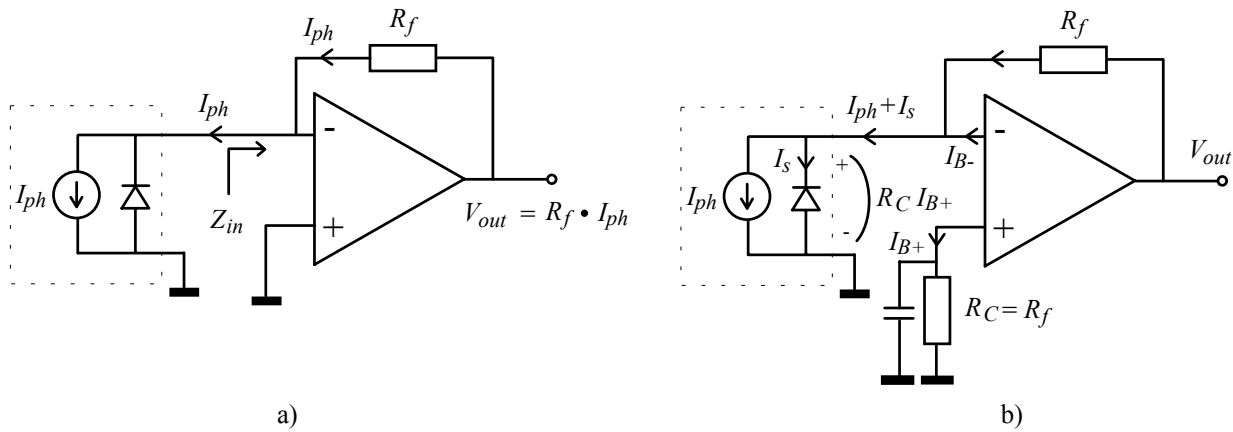 I_ph
R_f
I_ph
-
I_ph
Z_in
+
V_out = R_f • I_ph
a)
R_f
I_ph + I_s
-
I_B-
V_out
I_s
+
I_ph
R_C I_B+
-
I_B+
+
R_C = R_f
b)